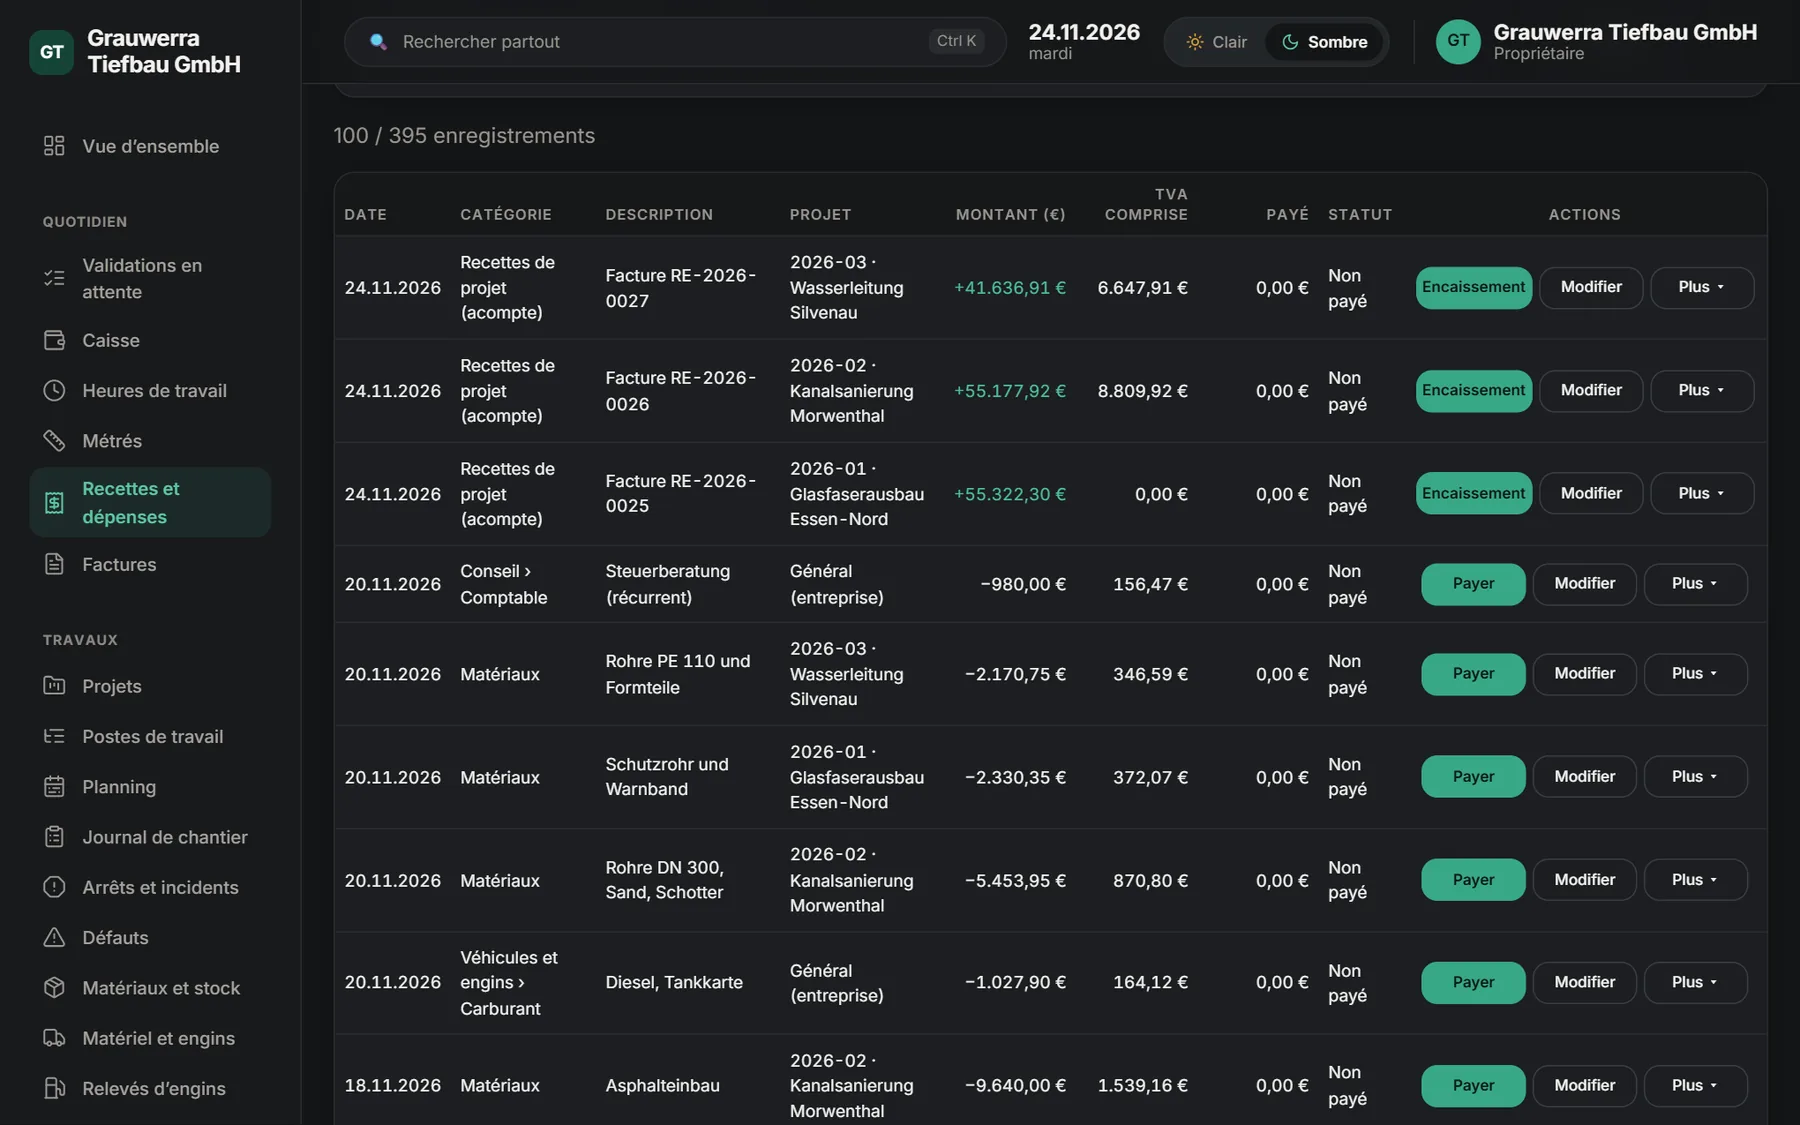 GT
Grauwerra
Tiefbau GmbH
Rechercher partout
Ctrl K
24.11.2026
mardi
Clair
Sombre
GT
Grauwerra Tiefbau GmbH
Propriétaire
Vue d’ensemble
QUOTIDIEN
Validations en
attente
Caisse
Heures de travail
Métrés
Recettes et
dépenses
Factures
TRAVAUX
Projets
Postes de travail
Planning
Journal de chantier
Arrêts et incidents
Défauts
Matériaux et stock
Matériel et engins
Relevés d’engins
100 / 395 enregistrements
DATE
CATÉGORIE
DESCRIPTION
PROJET
MONTANT (€)
TVA
COMPRISE
PAYÉ
STATUT
ACTIONS
24.11.2026
Recettes de
projet
(acompte)
Facture RE-2026-
0027
2026-03 ·
Wasserleitung
Silvenau
+41.636,91 €
6.647,91 €
0,00 €
Non
payé
Encaissement
Modifier
Plus
24.11.2026
Recettes de
projet
(acompte)
Facture RE-2026-
0026
2026-02 ·
Kanalsanierung
Morwenthal
+55.177,92 €
8.809,92 €
0,00 €
Non
payé
Encaissement
Modifier
Plus
24.11.2026
Recettes de
projet
(acompte)
Facture RE-2026-
0025
2026-01 ·
Glasfaserausbau
Essen-Nord
+55.322,30 €
0,00 €
0,00 €
Non
payé
Encaissement
Modifier
Plus
20.11.2026
Conseil ›
Comptable
Steuerberatung
(récurrent)
Général
(entreprise)
−980,00 €
156,47 €
0,00 €
Non
payé
Payer
Modifier
Plus
20.11.2026
Matériaux
Rohre PE 110 und
Formteile
2026-03 ·
Wasserleitung
Silvenau
−2.170,75 €
346,59 €
0,00 €
Non
payé
Payer
Modifier
Plus
20.11.2026
Matériaux
Schutzrohr und
Warnband
2026-01 ·
Glasfaserausbau
Essen-Nord
−2.330,35 €
372,07 €
0,00 €
Non
payé
Payer
Modifier
Plus
20.11.2026
Matériaux
Rohre DN 300,
Sand, Schotter
2026-02 ·
Kanalsanierung
Morwenthal
−5.453,95 €
870,80 €
0,00 €
Non
payé
Payer
Modifier
Plus
20.11.2026
Véhicules et
engins ›
Carburant
Diesel, Tankkarte
Général
(entreprise)
−1.027,90 €
164,12 €
0,00 €
Non
payé
Payer
Modifier
Plus
18.11.2026
Matériaux
Asphalteinbau
2026-02 ·
Kanalsanierung
Morwenthal
−9.640,00 €
1.539,16 €
0,00 €
Non
payé
Payer
Modifier
Plus